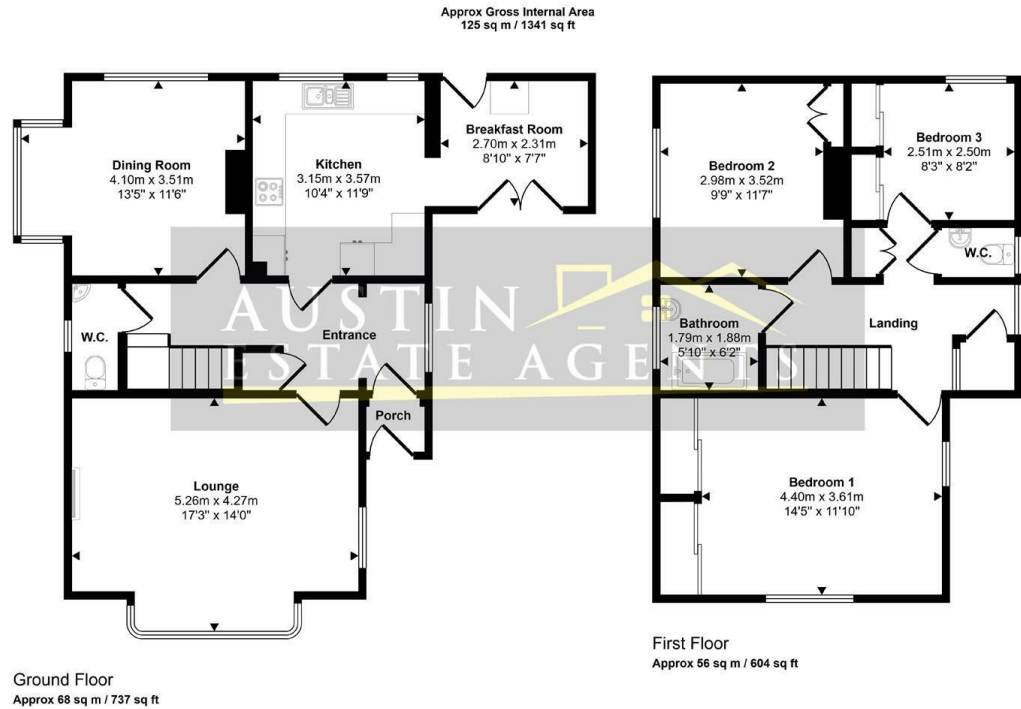 Approx Gross Internal Area
125 sq m / 1341 sq ft
Dining Room
4.10m x 3.51m
13'5" x 11'6"
Kitchen
3.15m x 3.57m
10'4" x 11'9"
Breakfast Room
2.70m x 2.31m
8'10" x 7'7"
W.C.
Entrance
Porch
Lounge
5.26m x 4.27m
17'3" x 14'0"
Ground Floor
Approx 68 sq m / 737 sq ft
Bedroom 2
2.98m x 3.52m
9'9" x 11'7"
Bedroom 3
2.51m x 2.50m
8'3" x 8'2"
W.C.
Bathroom
1.79m x 1.88m
5'10" x 6'2"
Landing
Bedroom 1
4.40m x 3.61m
14'5" x 11'10"
First Floor
Approx 56 sq m / 604 sq ft
AUSTIN
ESTATE AGENTS